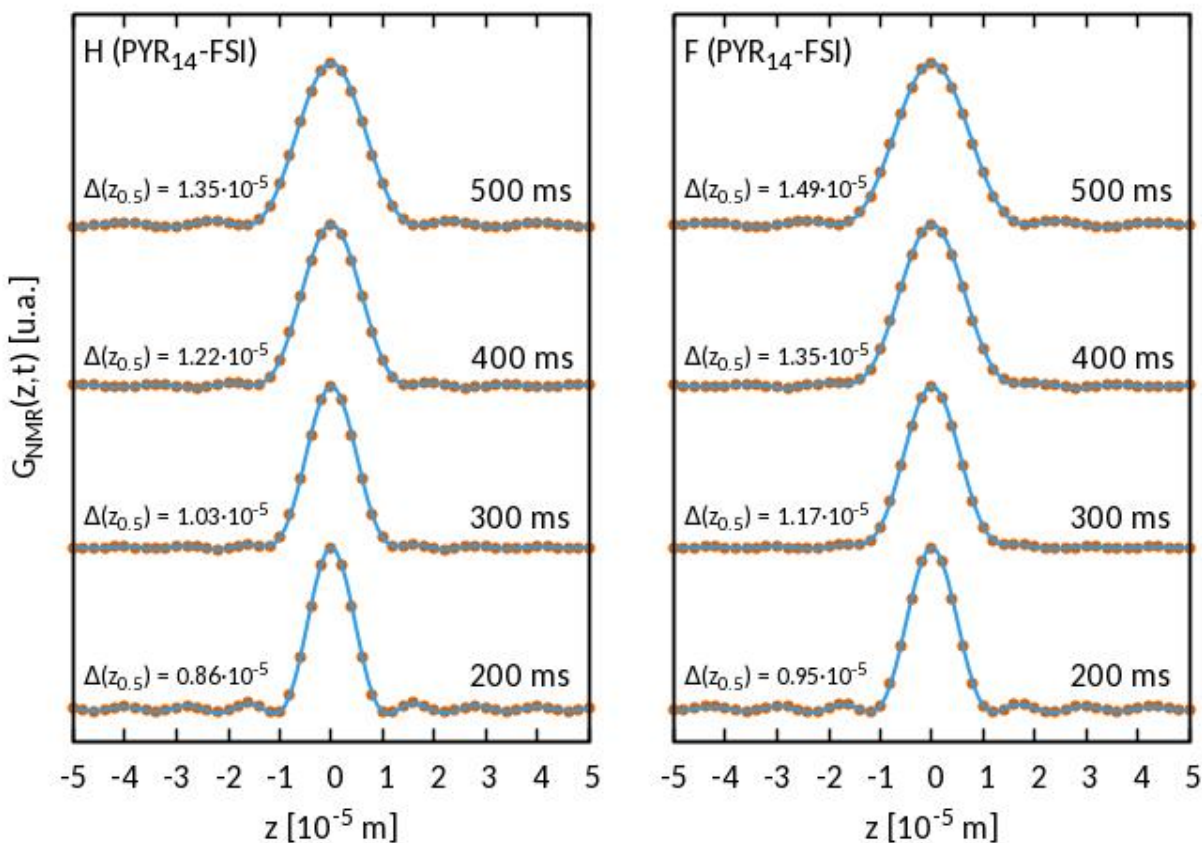 H (PYR₁₄-FSI)
Δ(z₀.₅) = 1.35·10⁻⁵
500 ms
Δ(z₀.₅) = 1.22·10⁻⁵
400 ms
Δ(z₀.₅) = 1.03·10⁻⁵
300 ms
Δ(z₀.₅) = 0.86·10⁻⁵
200 ms
G_NMR(z,t) [u.a.]
-5 -4 -3 -2 -1 0 1 2 3 4 5
z [10⁻⁵ m]
F (PYR₁₄-FSI)
Δ(z₀.₅) = 1.49·10⁻⁵
500 ms
Δ(z₀.₅) = 1.35·10⁻⁵
400 ms
Δ(z₀.₅) = 1.17·10⁻⁵
300 ms
Δ(z₀.₅) = 0.95·10⁻⁵
200 ms
-5 -4 -3 -2 -1 0 1 2 3 4 5
z [10⁻⁵ m]